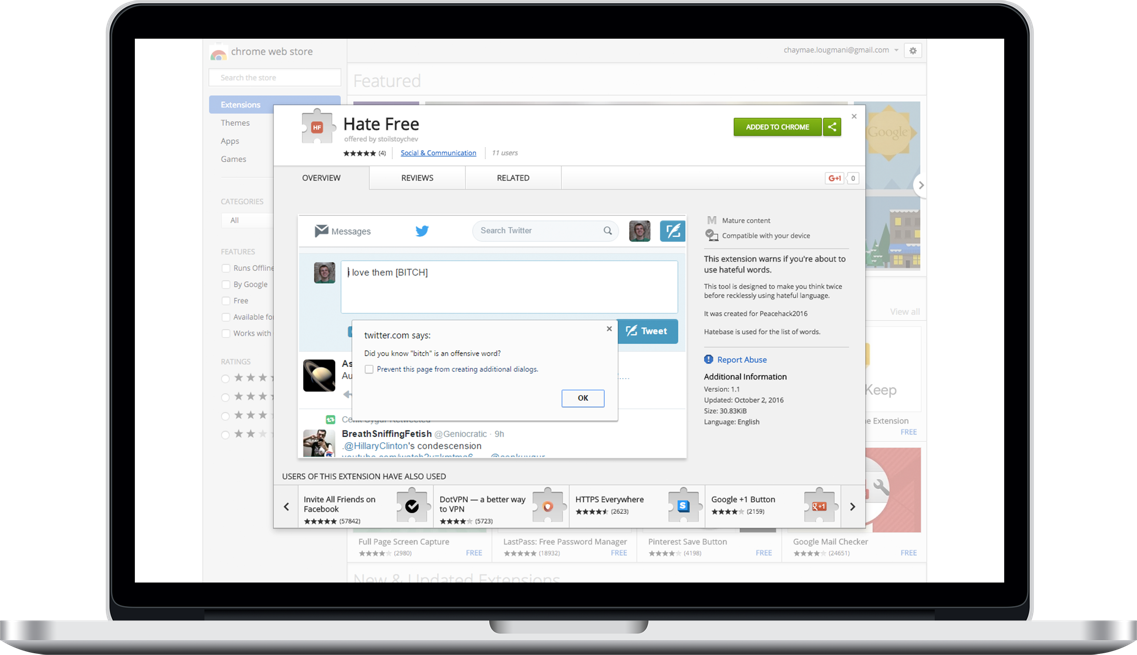 chrome web store
chaymae.lougmani@gmail.com
Search the store
Featured
Extensions
Themes
Apps
Games
CATEGORIES
All
FEATURES
Runs Offline
By Google
Free
Available for
Works with
RATINGS
HF
Hate Free
offered by stoilstoychev
(4)
Social & Communication
11 users
ADDED TO CHROME
OVERVIEW
REVIEWS
RELATED
G+1
0
Google
Messages
Search Twitter
I love them [BITCH]
Tweet
twitter.com says:
Did you know "bitch" is an offensive word?
Prevent this page from creating additional dialogs.
OK
As
Au
BreathSniffingFetish @Geniocratic · 9h
.@HillaryClinton's condescension
M Mature content
Compatible with your device
This extension warns if you're about to
use hateful words.
This tool is designed to make you think twice
before recklessly using hateful language.
It was created for Peacehack2016
Hatebase is used for the list of words.
Report Abuse
Additional Information
Version: 1.1
Updated: October 2, 2016
Size: 30.83KiB
Language: English
View all
Keep
e Extension
FREE
USERS OF THIS EXTENSION HAVE ALSO USED
Invite All Friends on
Facebook
(57842)
DotVPN — a better way
to VPN
(5723)
HTTPS Everywhere
(2623)
S
Google +1 Button
(2159)
g+1
Full Page Screen Capture
(2980)
FREE
LastPass: Free Password Manager
(18932)
FREE
Pinterest Save Button
(4198)
FREE
Google Mail Checker
(24651)
FREE
New & Updated Extensions